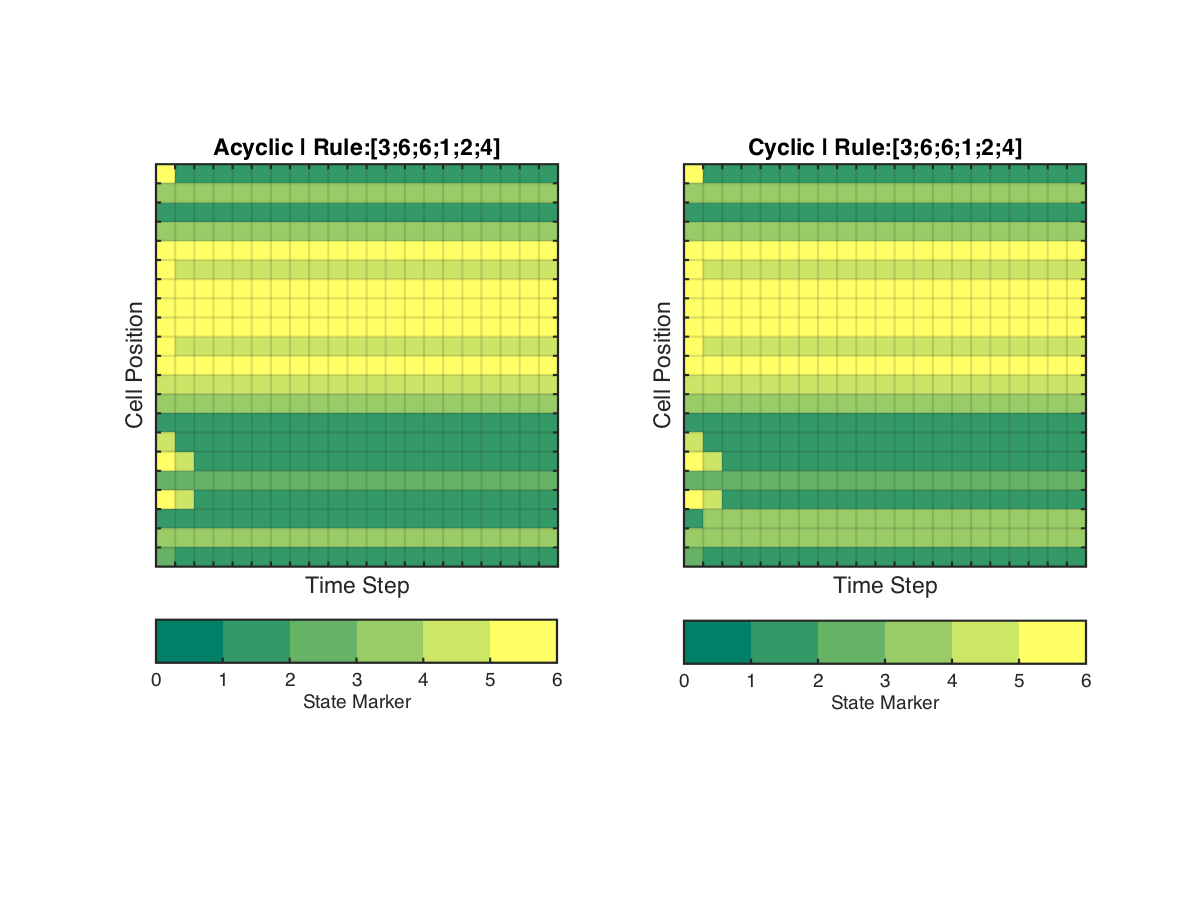 Acyclic | Rule:[3;6;6;1;2;4]
Cell Position
Time Step
0 1 2 3 4 5 6
State Marker
Cyclic | Rule:[3;6;6;1;2;4]
Cell Position
Time Step
0 1 2 3 4 5 6
State Marker